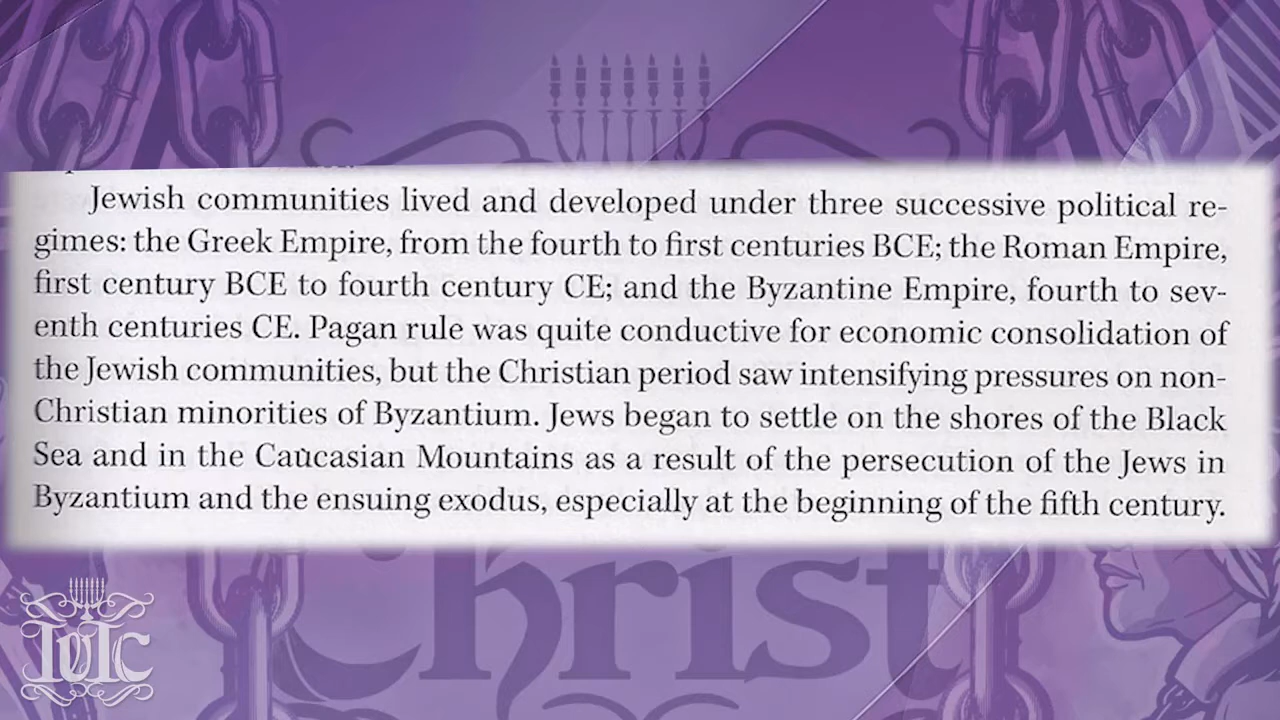 Jewish communities lived and developed under three successive political re-
gimes: the Greek Empire, from the fourth to first centuries BCE; the Roman Empire,
first century BCE to fourth century CE; and the Byzantine Empire, fourth to sev-
enth centuries CE. Pagan rule was quite conductive for economic consolidation of
the Jewish communities, but the Christian period saw intensifying pressures on non-
Christian minorities of Byzantium. Jews began to settle on the shores of the Black
Sea and in the Caucasian Mountains as a result of the persecution of the Jews in
Byzantium and the ensuing exodus, especially at the beginning of the fifth century.
Christ
IUIC